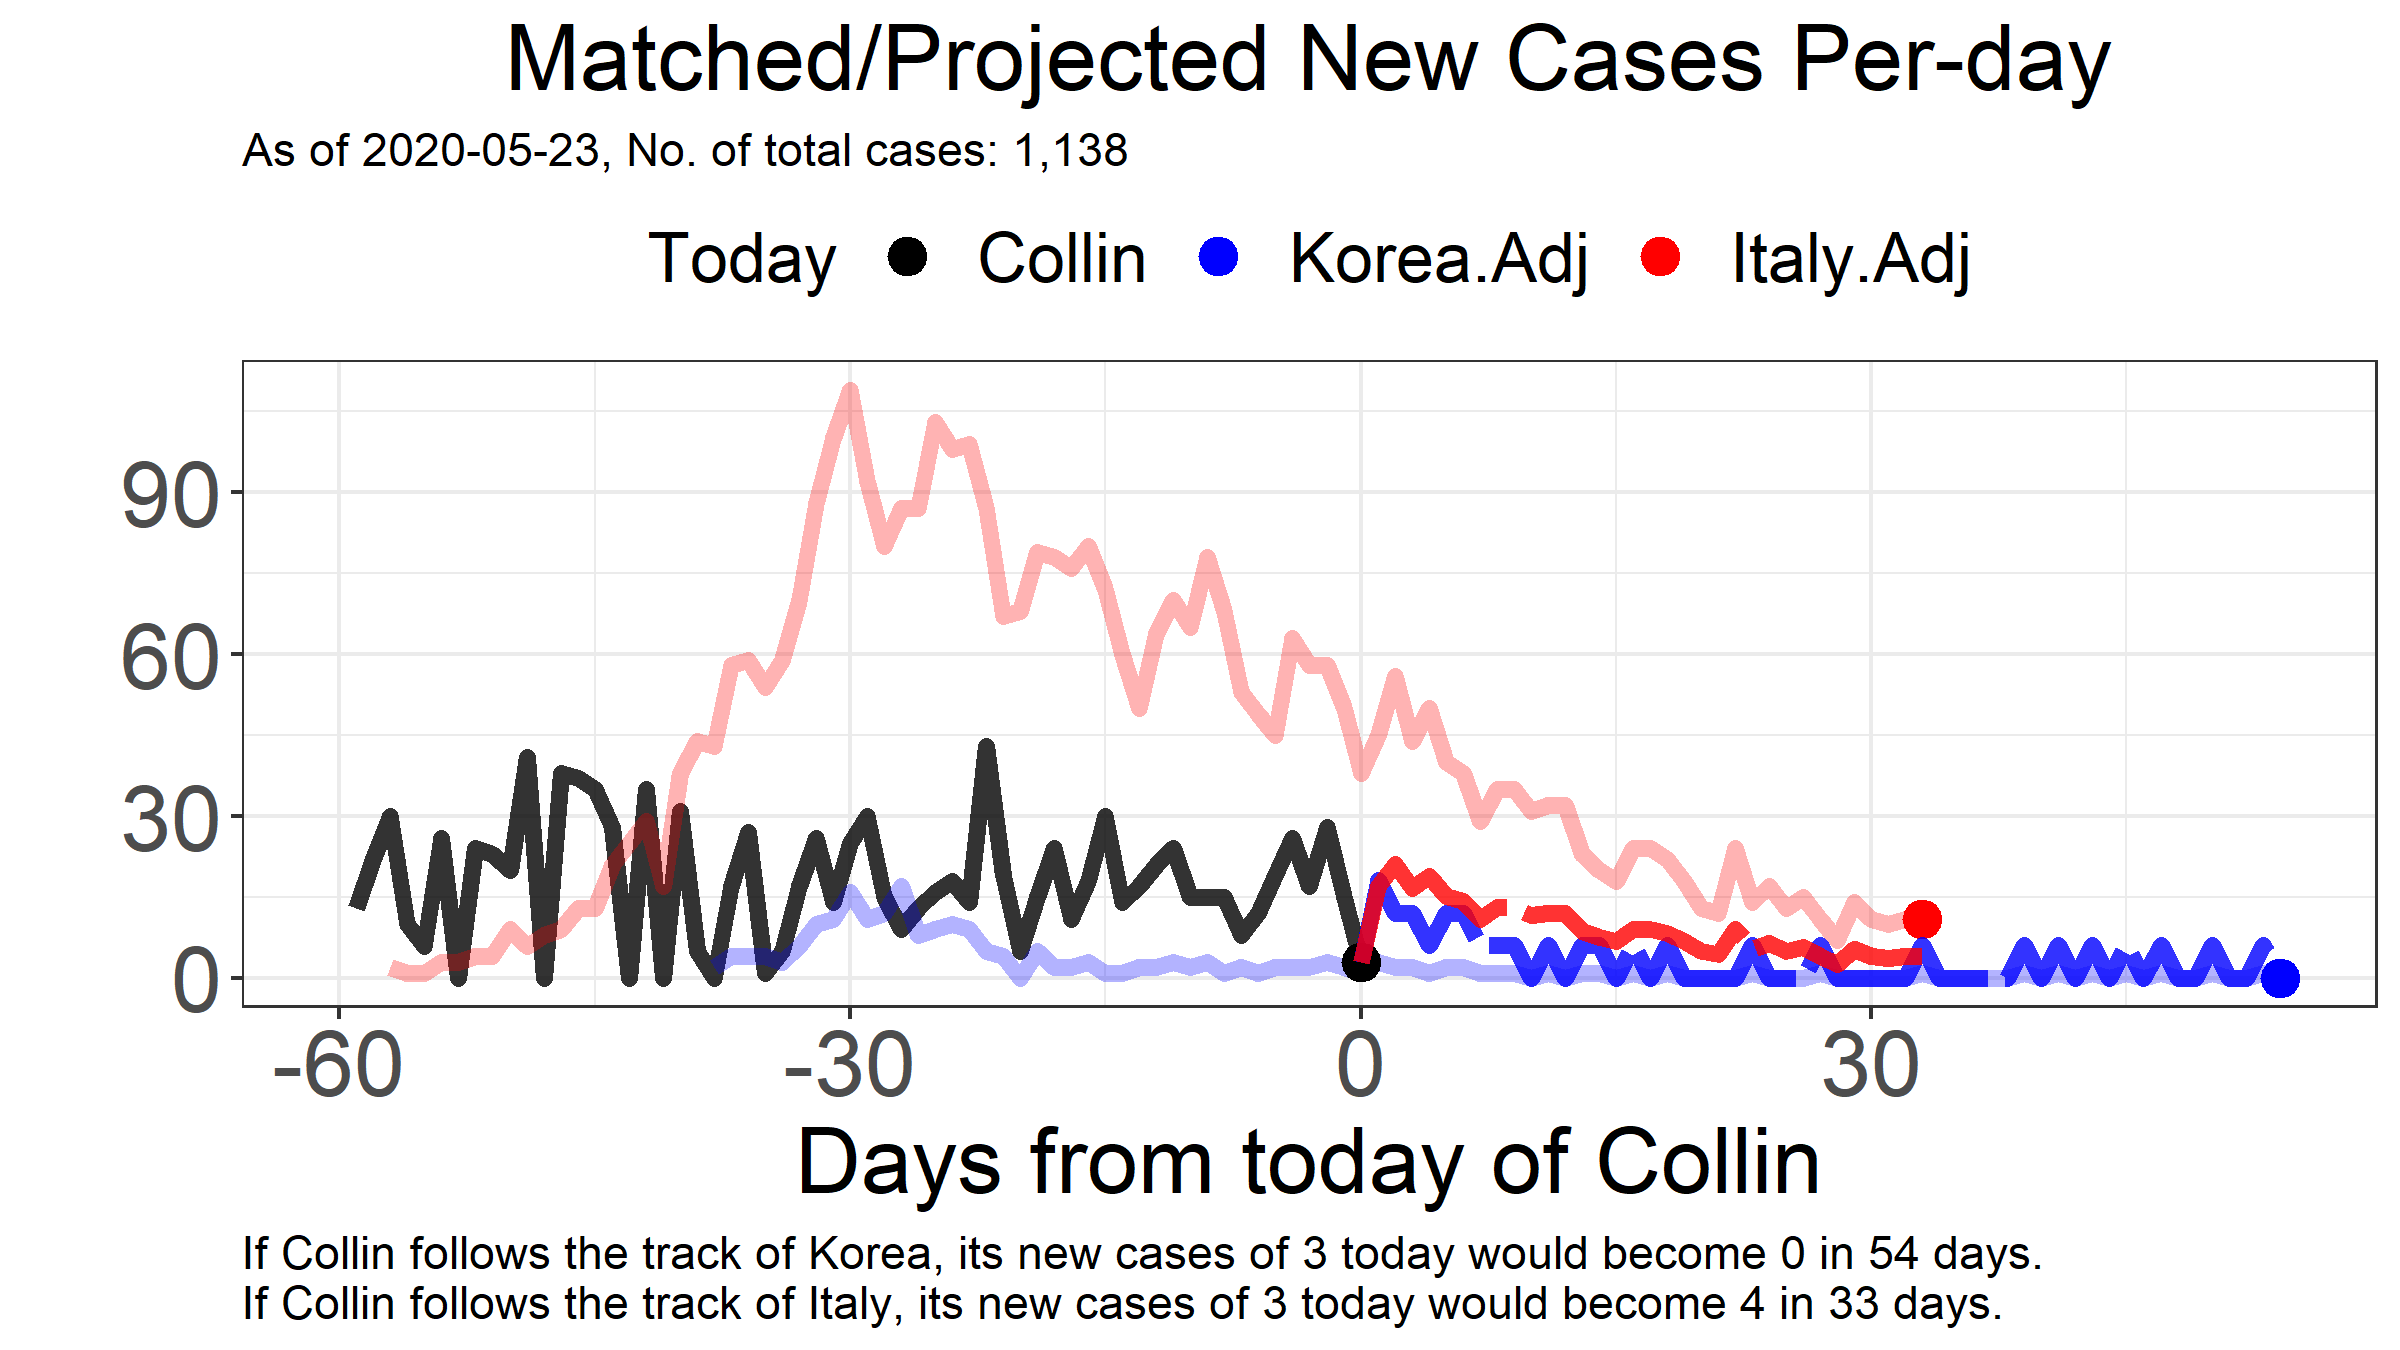 Matched/Projected New Cases Per-day
As of 2020-05-23, No. of total cases: 1,138
Today Collin Korea.Adj Italy.Adj
90
60
30
0
-60 -30 0 30
Days from today of Collin
If Collin follows the track of Korea, its new cases of 3 today would become 0 in 54 days.
If Collin follows the track of Italy, its new cases of 3 today would become 4 in 33 days.